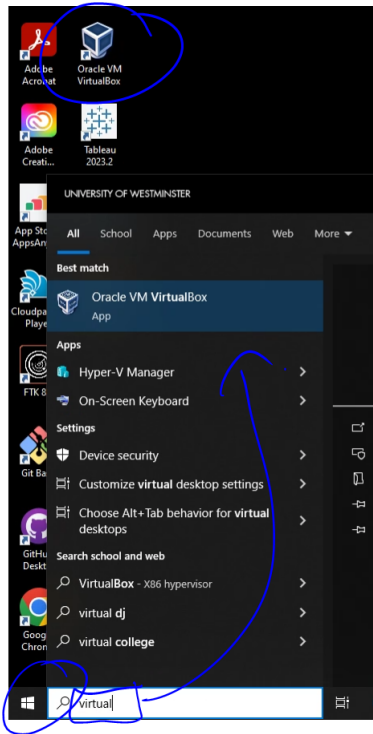 Adobe
Acrobat
Oracle VM
VirtualBox
Adobe
Creati...
Tableau
2023.2
UNIVERSITY OF WESTMINSTER
App Sto
AppsAn
All School Apps Documents Web More
Best match
Oracle VM VirtualBox
App
Cloudpa
Playe
Apps
Hyper-V Manager
On-Screen Keyboard
FTK 8
Settings
Device security
Git Ba
Customize virtual desktop settings
Choose Alt+Tab behavior for virtual
desktops
GitHu
Deskt
Search school and web
VirtualBox - X86 hypervisor
virtual dj
Goog
Chron
virtual college
virtual